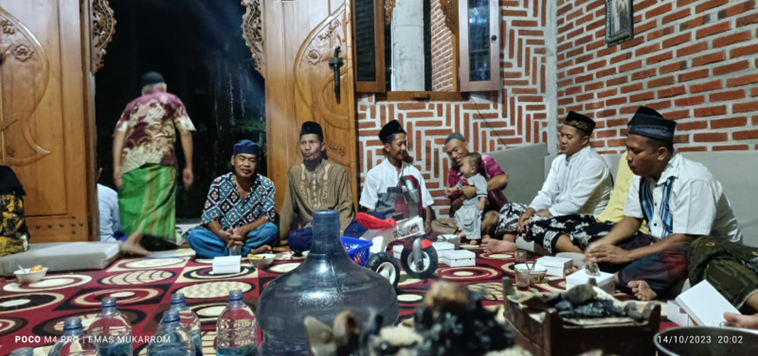 POCO M4 PRO | EMAS MUKARROM
14/10/2023 20:02